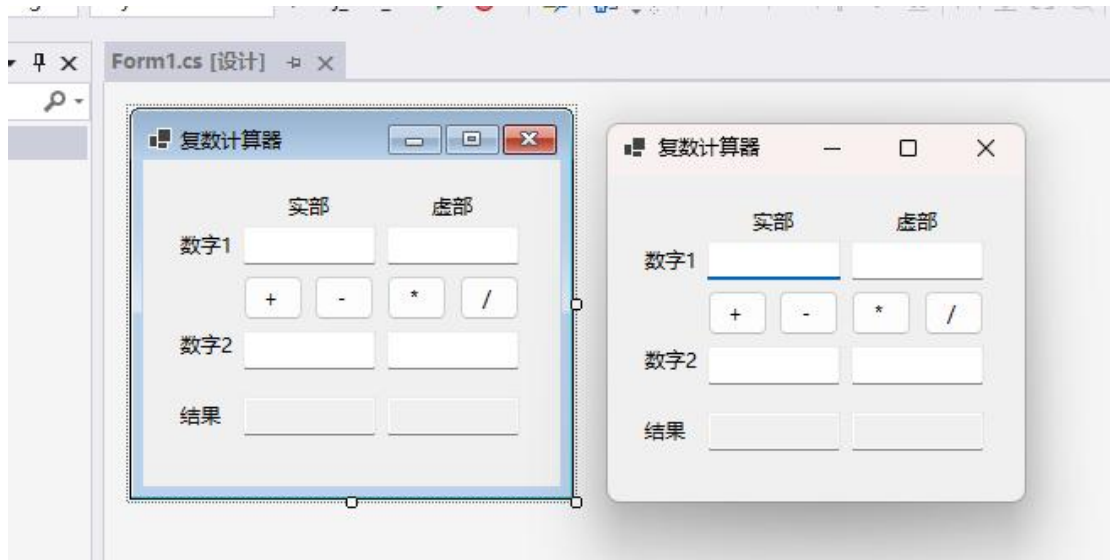 Form1.cs [设计]
复数计算器
实部 虚部
数字1
+ - * /
数字2
结果
复数计算器
实部 虚部
数字1
+ - * /
数字2
结果